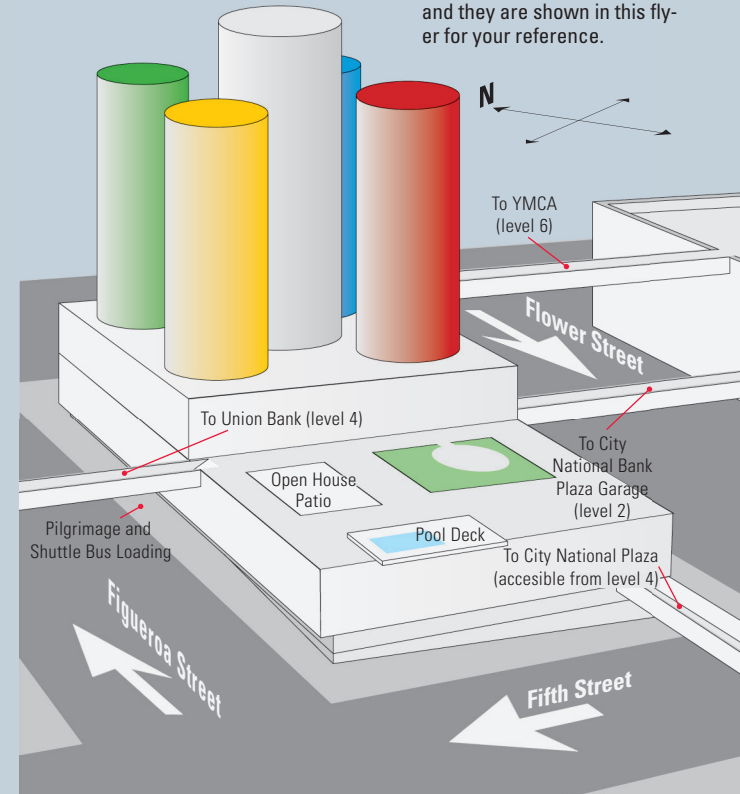 and they are shown in this fly-
er for your reference.
N
To YMCA
(level 6)
Flower Street
To Union Bank (level 4)
To City
National Bank
Plaza Garage
(level 2)
Open House
Patio
Pool Deck
Pilgrimage and
Shuttle Bus Loading
To City National Plaza
(accesible from level 4)
Figueroa Street
Fifth Street